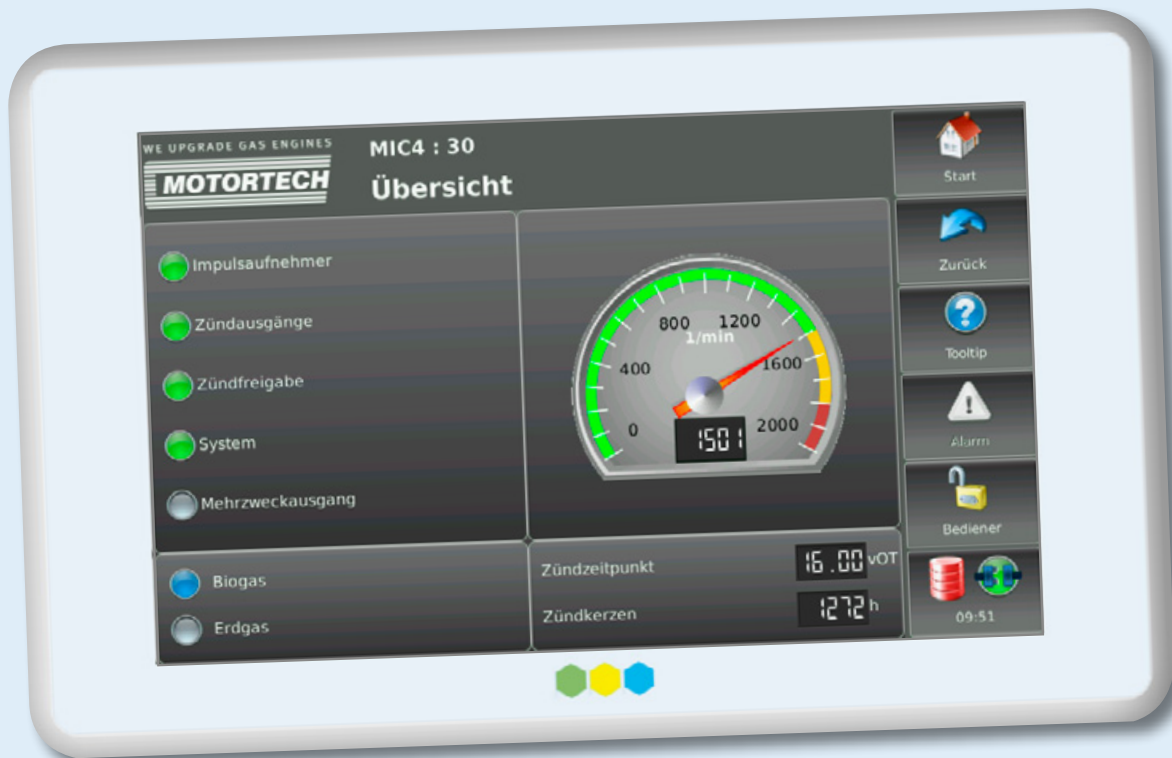 WE UPGRADE GAS ENGINES
MOTORTECH
MIC4 : 30
Übersicht
Impulsaufnehmer
Zündausgänge
Zündfreigabe
System
Mehrzweckausgang
0
400
800
1200
1600
2000
1/min
1501
Biogas
Erdgas
Zündzeitpunkt 16.00 vOT
Zündkerzen 1272 h
Start
Zurück
Tooltip
Alarm
Bediener
09:51